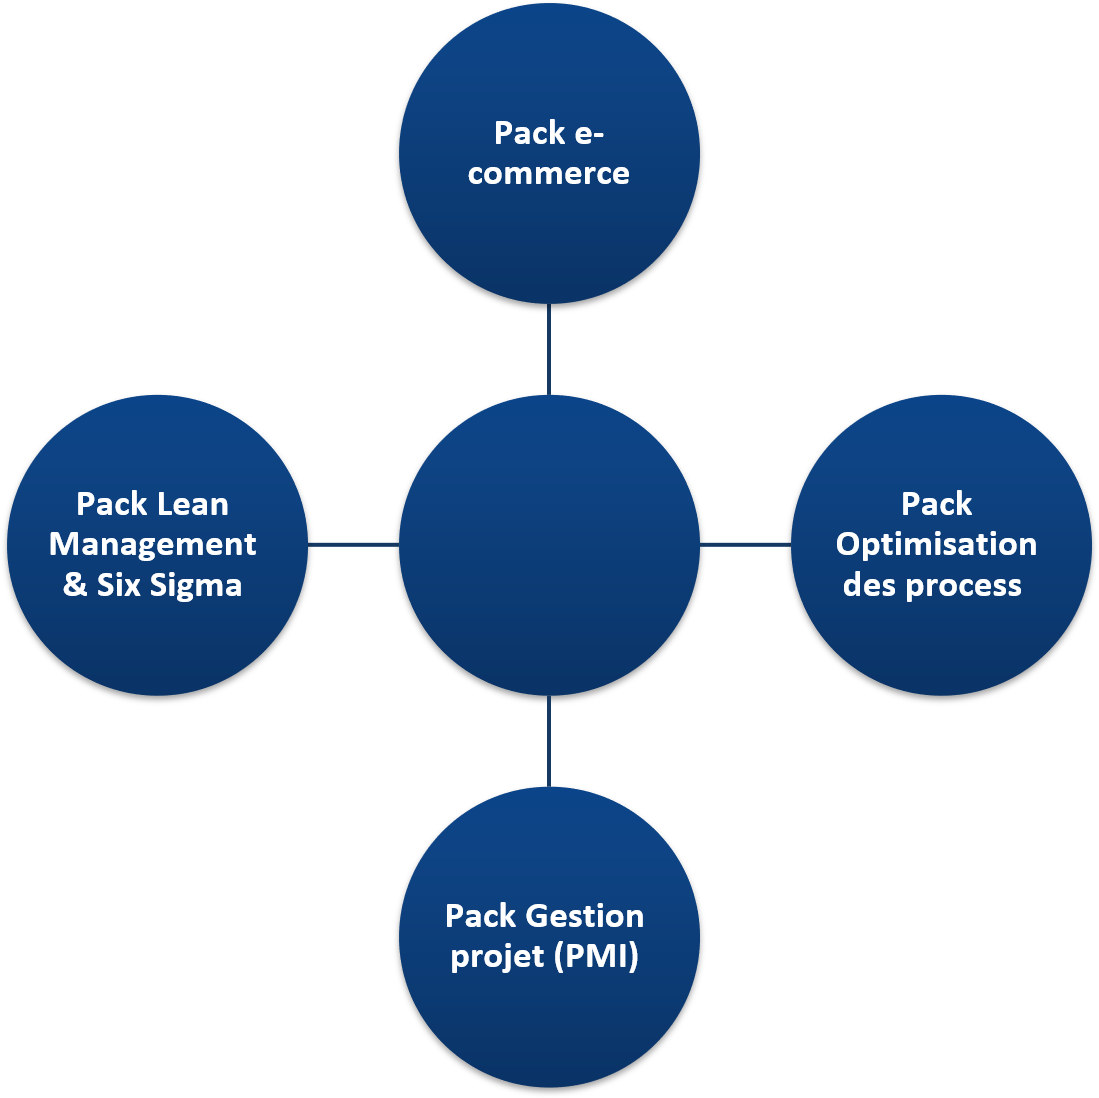 Pack e-
commerce
Pack Lean
Management
& Six Sigma
Pack
Optimisation
des process
Pack Gestion
projet (PMI)